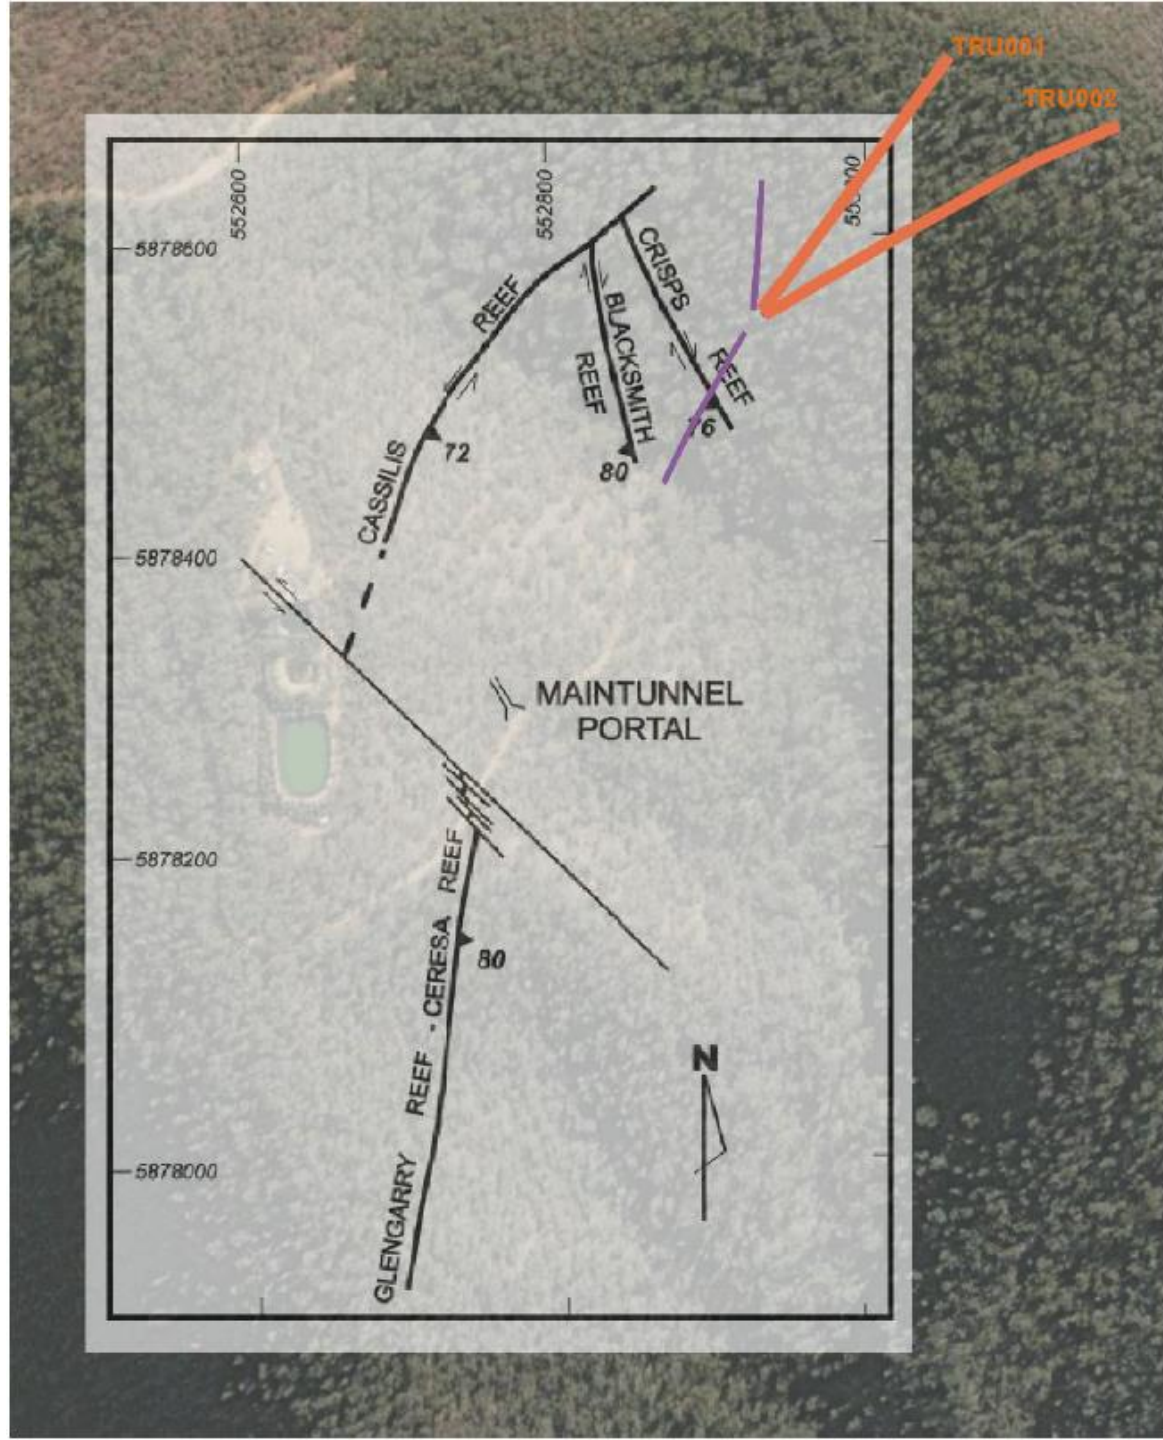 TRU001
TRU002
552600
552800
5878600
CRISPS
REEF
REEF
BLACKSMITH
REEF
76
72
80
CASSILIS
5878400
MAINTUNNEL
PORTAL
5878200
GLENGARRY REEF - CERESA REEF
80
N
5878000